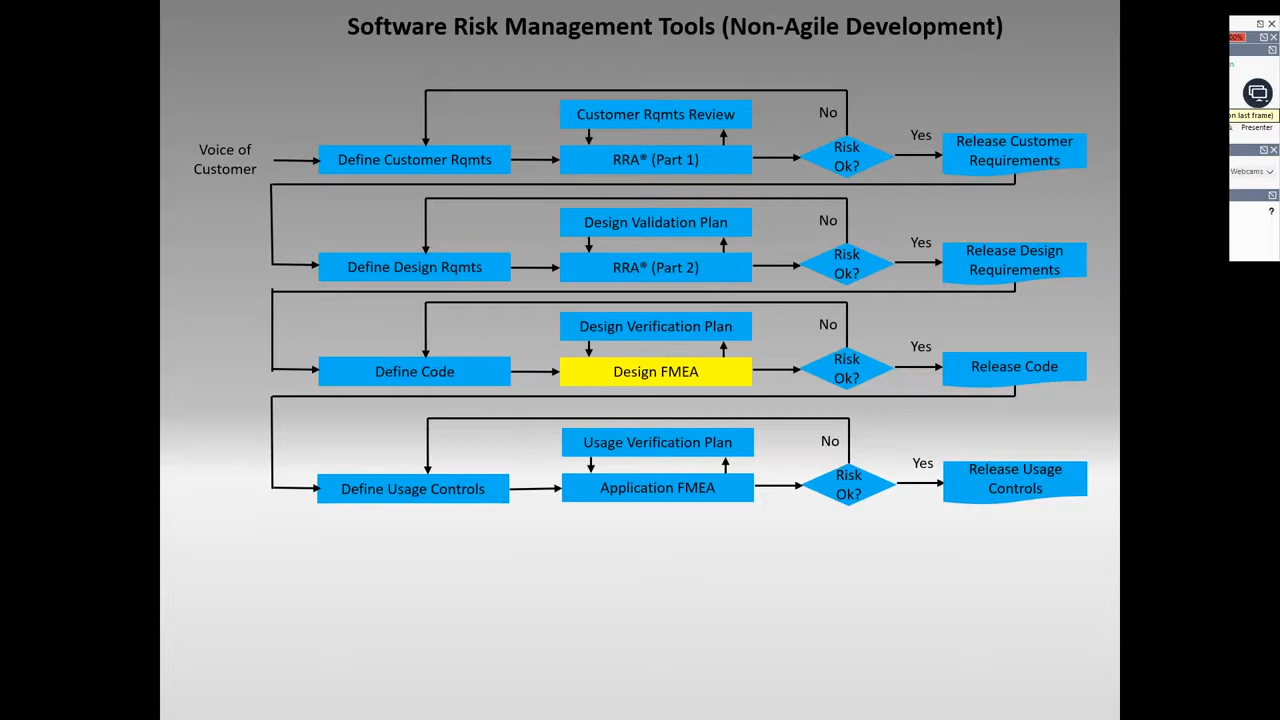 Software Risk Management Tools (Non-Agile Development)
Customer Rqmts Review
No
Voice of
Customer
Define Customer Rqmts
RRA® (Part 1)
Risk
Ok?
Yes
Release Customer
Requirements
Design Validation Plan
No
Define Design Rqmts
RRA® (Part 2)
Risk
Ok?
Yes
Release Design
Requirements
Design Verification Plan
No
Define Code
Design FMEA
Risk
Ok?
Yes
Release Code
Usage Verification Plan
No
Define Usage Controls
Application FMEA
Risk
Ok?
Yes
Release Usage
Controls
on last frame)
& Presenter
Webcams
?